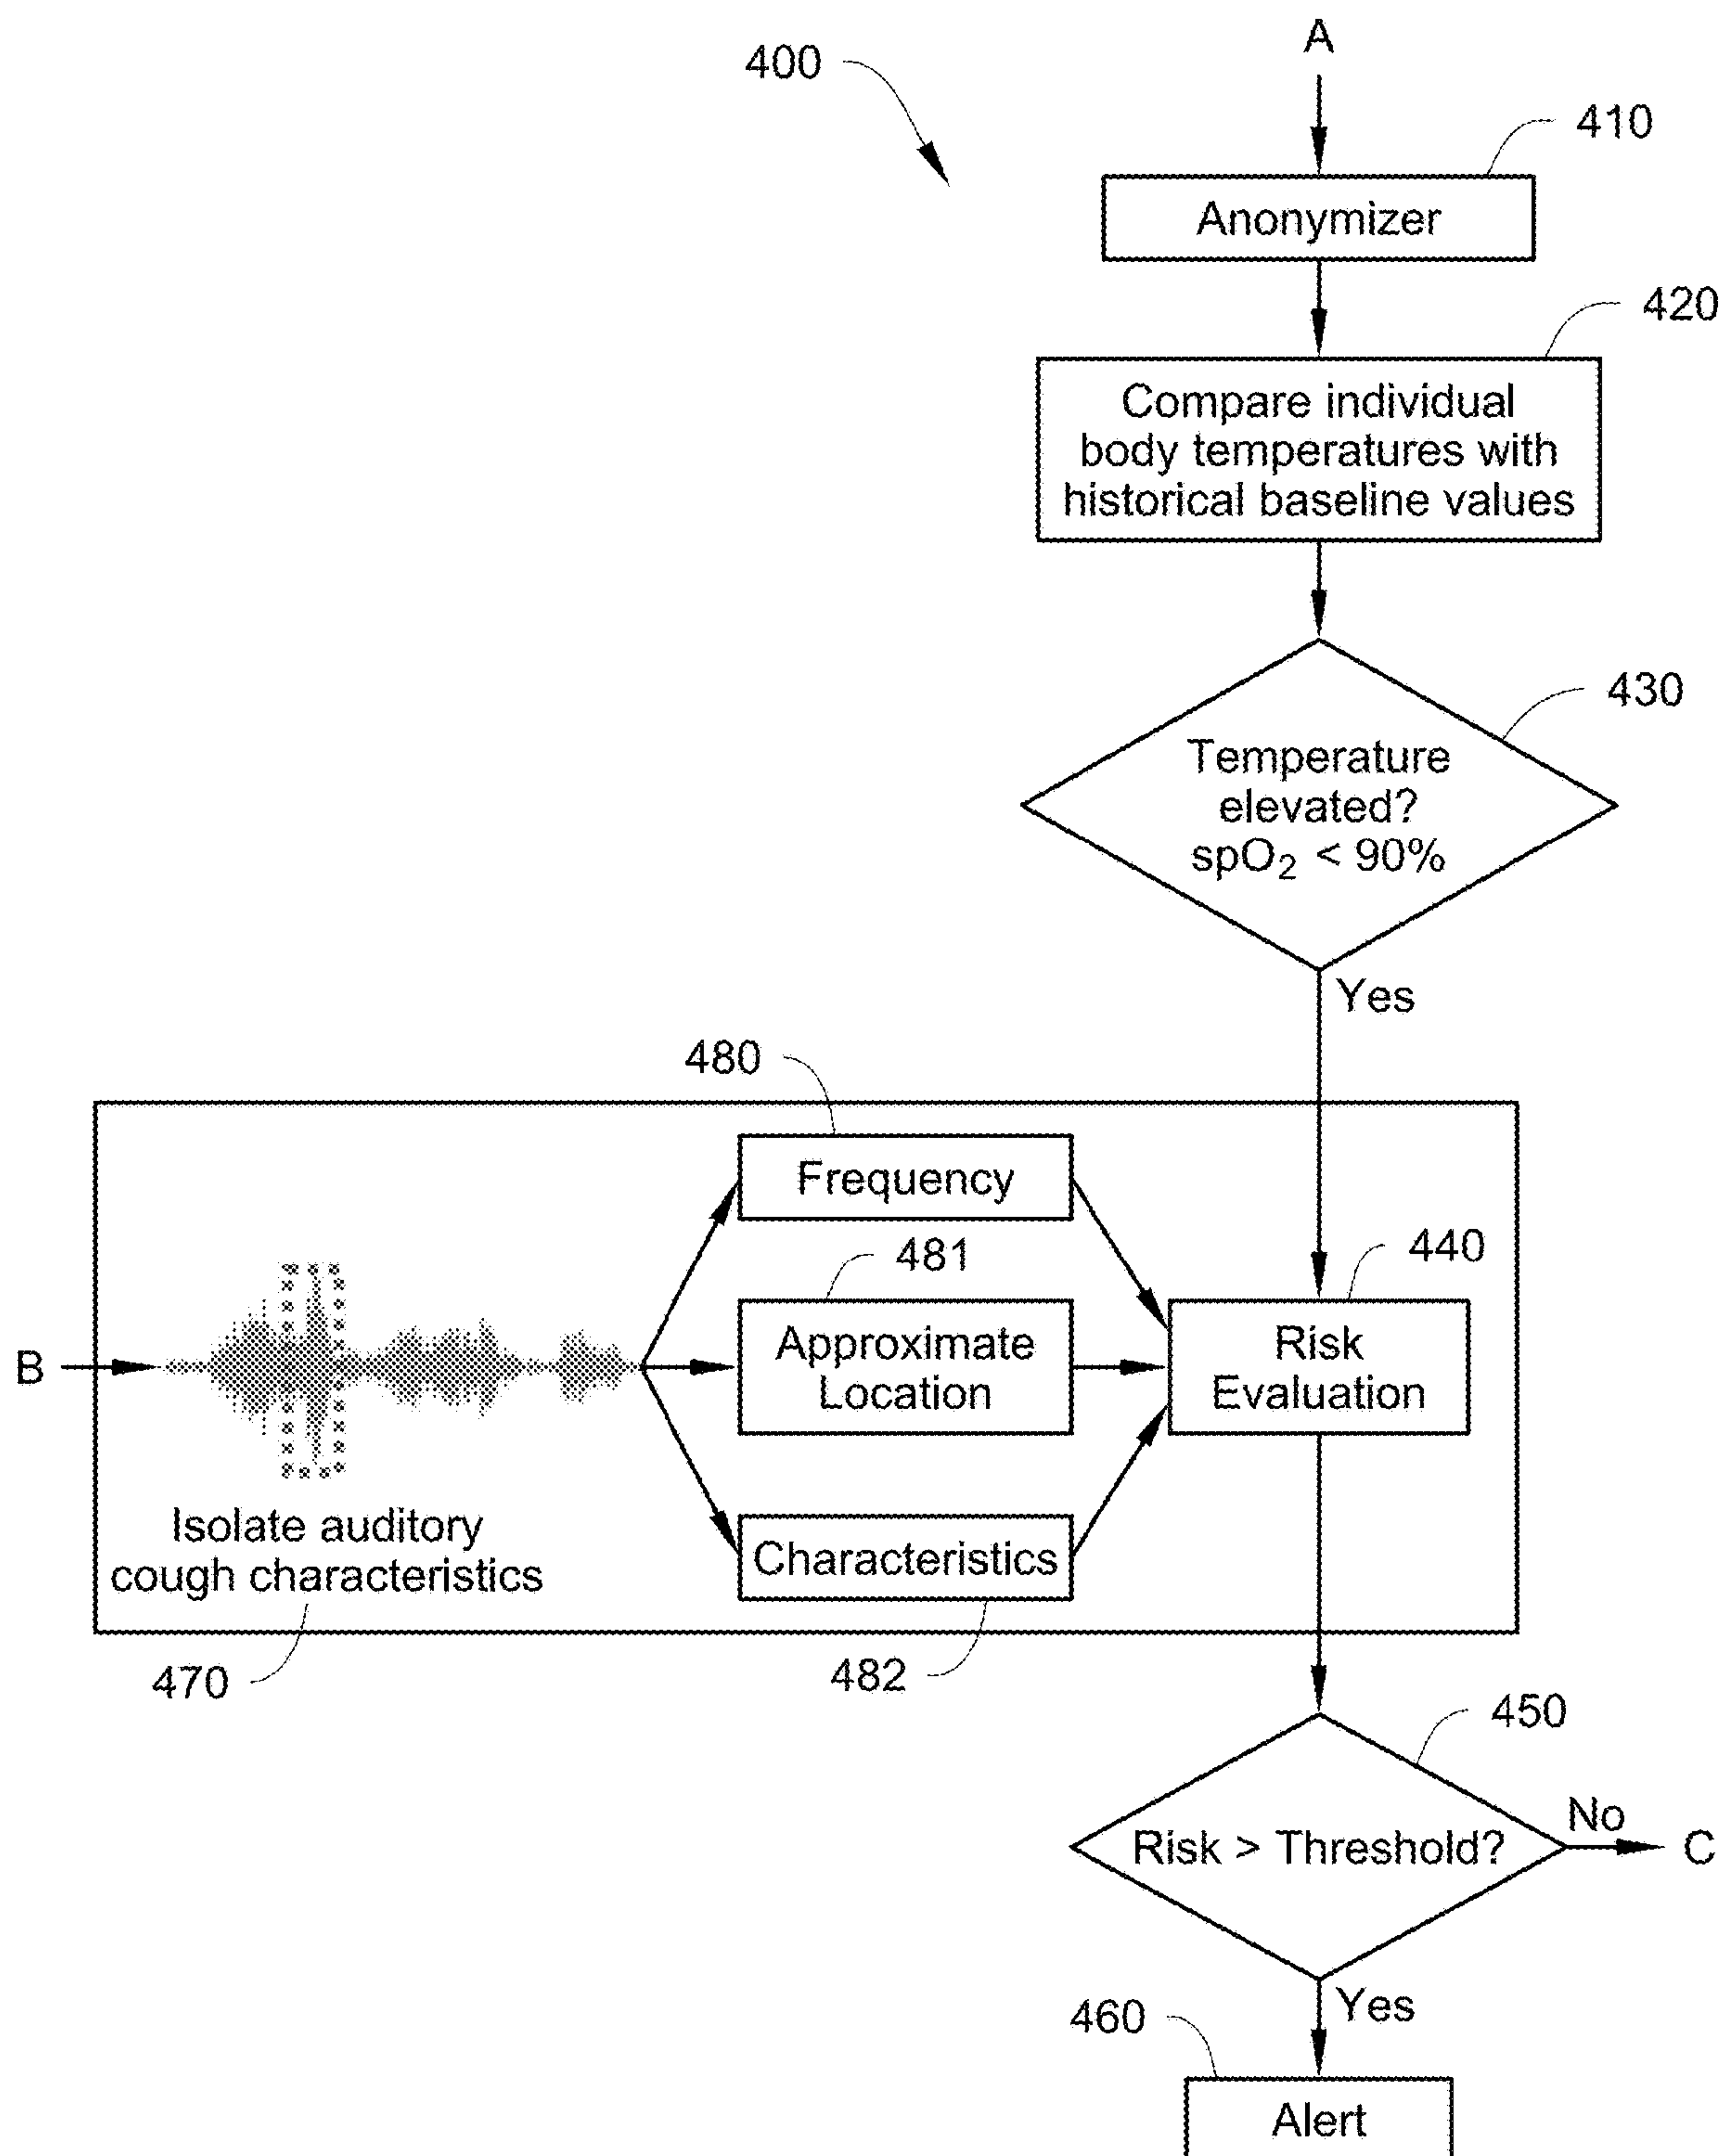 A
400
410
Anonymizer
420
Compare individual
body temperatures with
historical baseline values
430
Temperature
elevated?
spO₂ < 90%
Yes
480
Frequency
481
440
Approximate
Location
Risk
Evaluation
B
Isolate auditory
cough characteristics
Characteristics
470
482
450
Risk > Threshold?
No
C
Yes
460
Alert